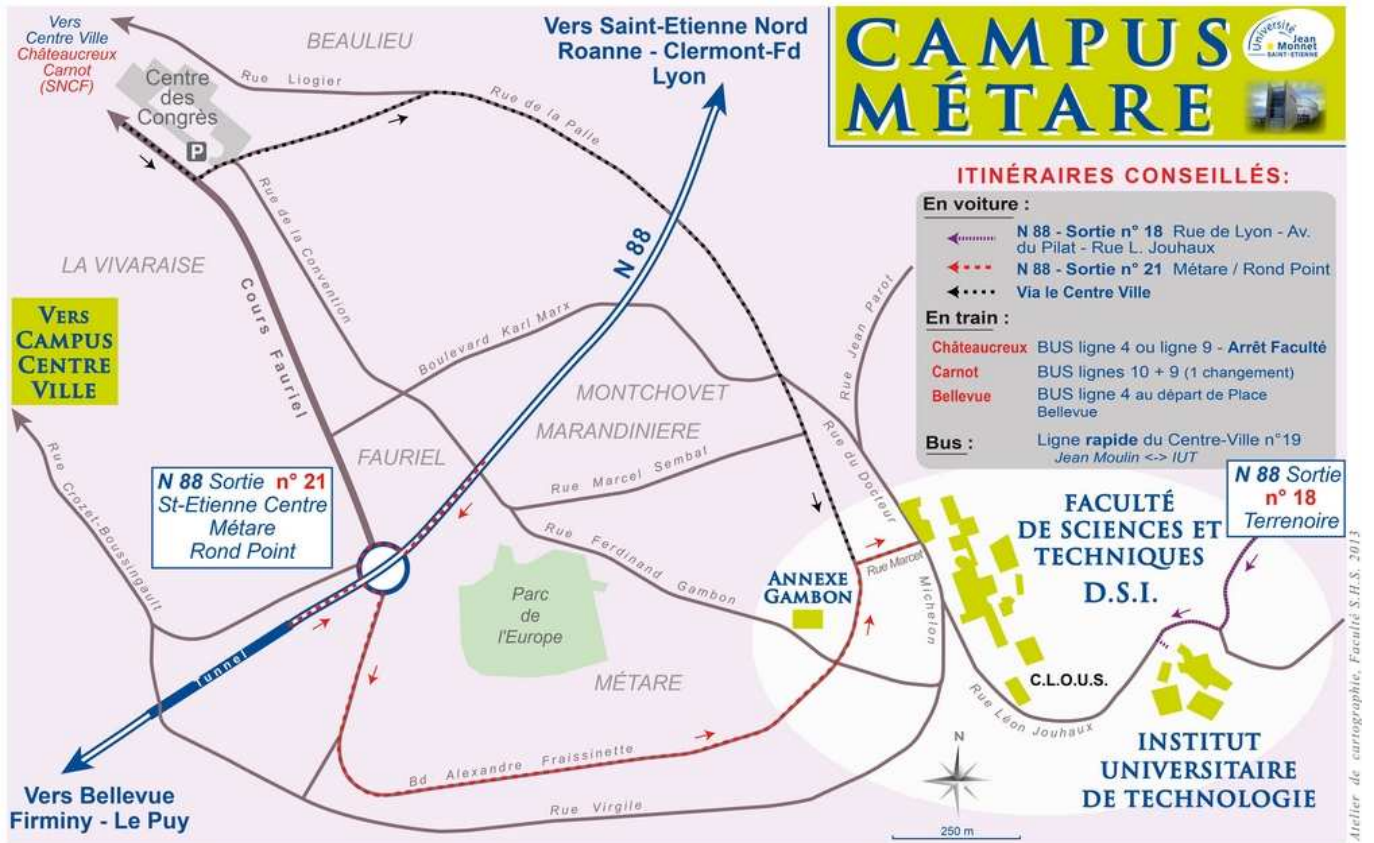 Vers
Centre Ville
Châteaucreux
Carnot
(SNCF)
BEAULIEU
Vers Saint-Etienne Nord
Roanne - Clermont-Fd
Lyon
CAMPUS
MÉTARE
Université
Jean
Monnet
SAINT-ETIENNE
Centre
des
Congrès
P
Rue Liogier
Rue de la Palle
Rue de la Convention
LA VIVARAISE
Cours Fauriel
N 88
Boulevard Karl Marx
Rue Jean Parot
ITINÉRAIRES CONSEILLÉS:
En voiture :
N 88 - Sortie n° 18 Rue de Lyon - Av.
du Pilat - Rue L. Jouhaux
N 88 - Sortie n° 21 Métare / Rond Point
Via le Centre Ville
En train :
Châteaucreux BUS ligne 4 ou ligne 9 - Arrêt Faculté
Carnot BUS lignes 10 + 9 (1 changement)
Bellevue BUS ligne 4 au départ de Place
Bellevue
Bus : Ligne rapide du Centre-Ville n°19
Jean Moulin <-> IUT
VERS
CAMPUS
CENTRE
VILLE
MONTCHOVET
MARANDINIERE
FAURIEL
Rue Marcel Sembat
Rue du Docteur
Michelon
Rue Crozet-Boussingault
N 88 Sortie n° 21
St-Etienne Centre
Métare
Rond Point
N 88 Sortie
n° 18
Terrenoire
FACULTÉ
DE SCIENCES ET
TECHNIQUES
D.S.I.
Rue Ferdinand Gambon
Rue Marcet
ANNEXE
GAMBON
Parc
de
l'Europe
MÉTARE
Tunnel
C.L.O.U.S.
Rue Léon Jouhaux
Bd Alexandre Fraissinette
Rue Virgile
N
INSTITUT
UNIVERSITAIRE
DE TECHNOLOGIE
Vers Bellevue
Firminy - Le Puy
250 m
Atelier de cartographie, Faculté S.H.S. 2013